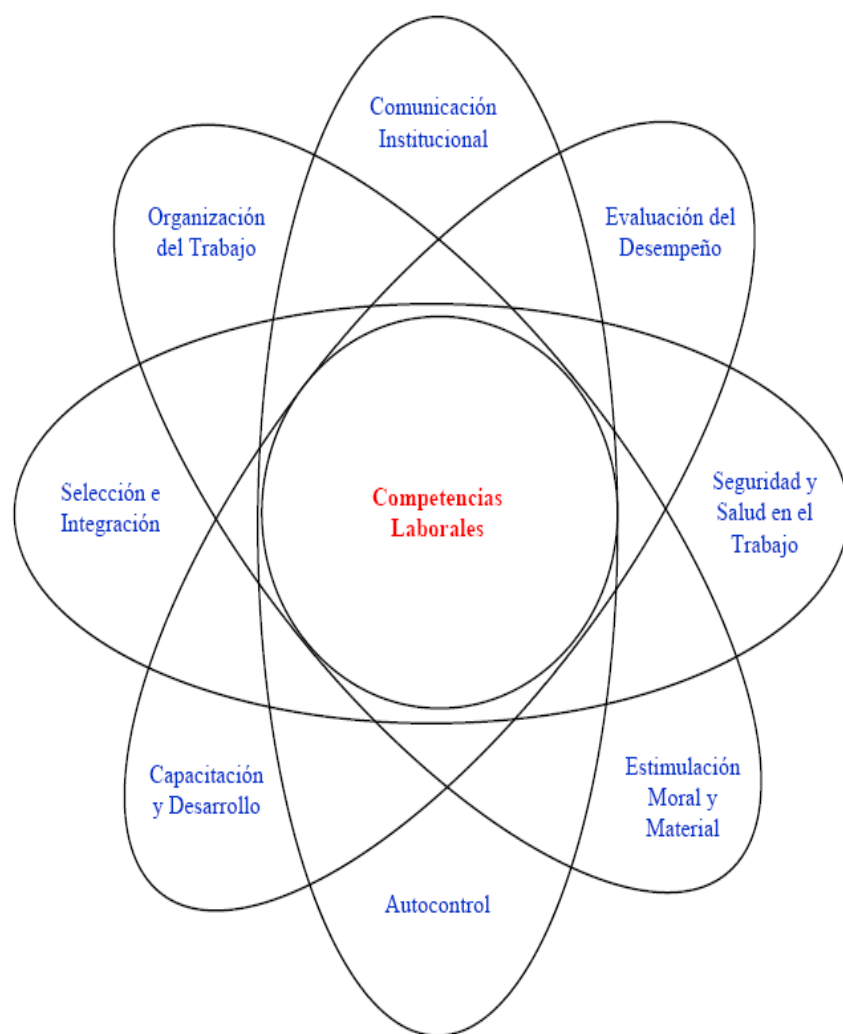 Comunicación
Institucional
Organización
del Trabajo
Evaluación del
Desempeño
Selección e
Integración
Competencias
Laborales
Seguridad y
Salud en el
Trabajo
Capacitación
y Desarrollo
Estimulación
Moral y
Material
Autocontrol